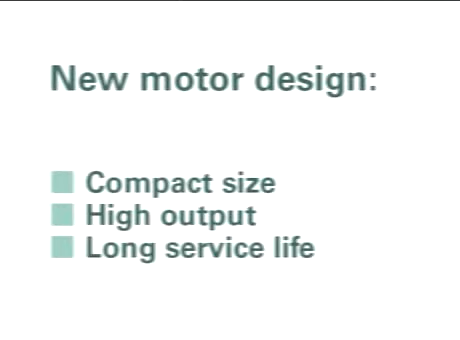 New motor design:
Compact size
High output
Long service life